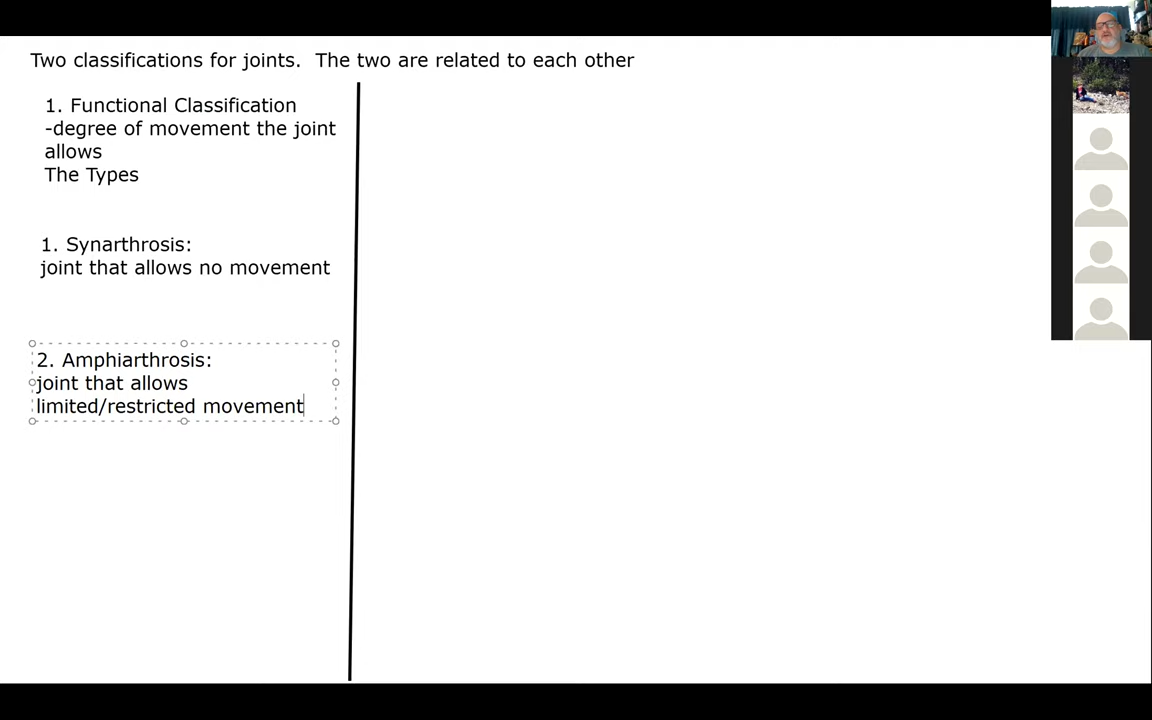 Two classifications for joints.  The two are related to each other
1. Functional Classification
-degree of movement the joint
allows
The Types
1. Synarthrosis:
joint that allows no movement
2. Amphiarthrosis:
joint that allows
limited/restricted movement